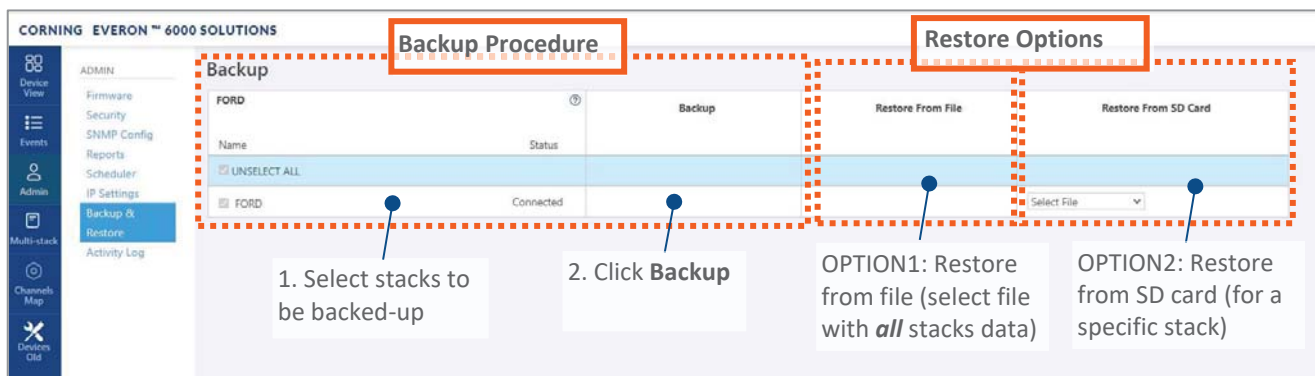 CORNING EVERON ™ 6000 SOLUTIONS
Backup Procedure
Restore Options
Device
View
Events
Admin
Multi-stack
Channels
Map
Devices
Old
ADMIN
Firmware
Security
SNMP Config
Reports
Scheduler
IP Settings
Backup &
Restore
Activity Log
Backup
FORD
Backup
Restore From File
Restore From SD Card
Name Status
UNSELECT ALL
FORD Connected
Select File
1. Select stacks to
be backed-up
2. Click Backup
OPTION1: Restore
from file (select file
with all stacks data)
OPTION2: Restore
from SD card (for a
specific stack)